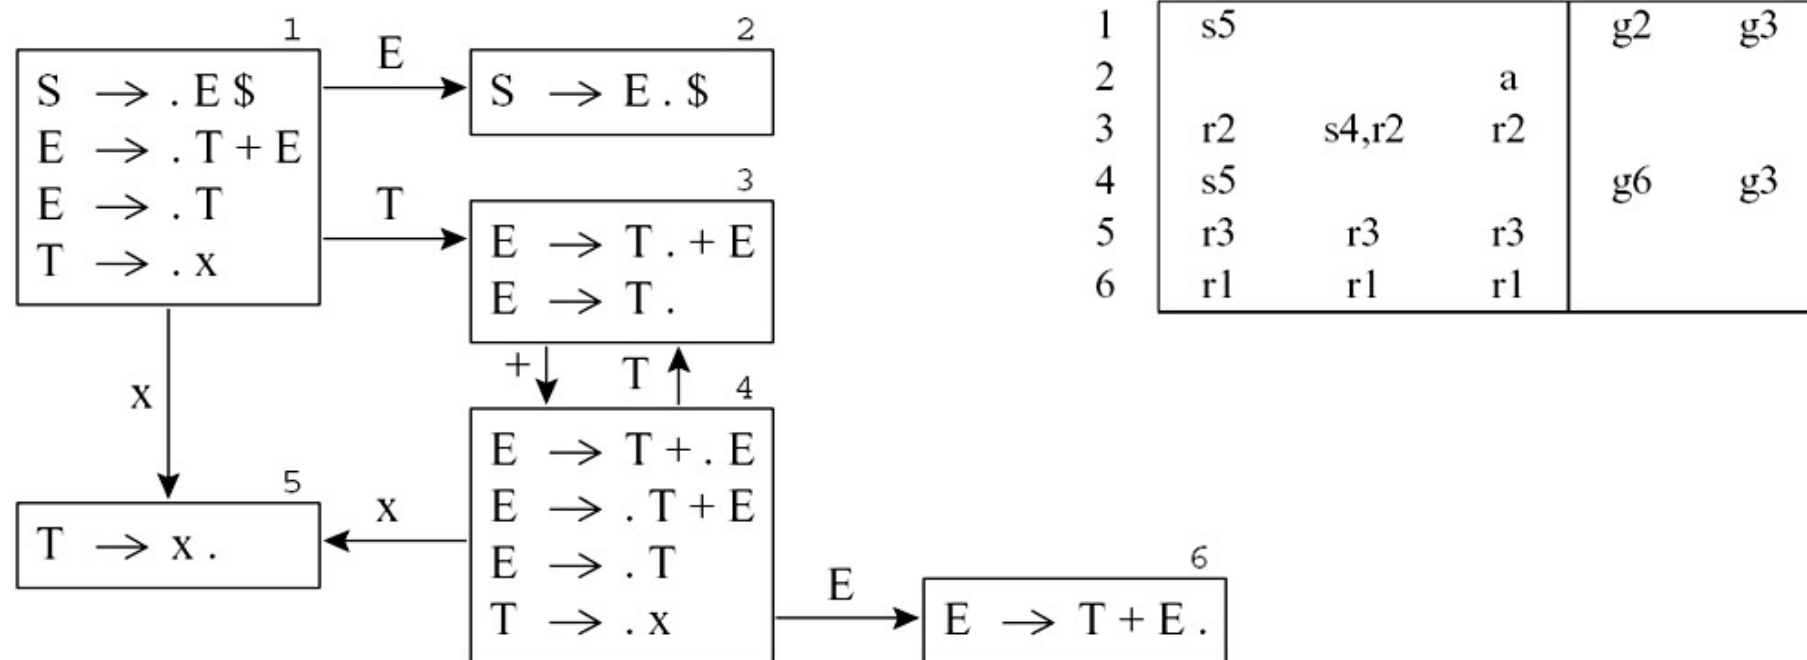 1
S → . E $
E → . T + E
E → . T
T → . x
E
2
S → E . $
T
3
E → T . + E
E → T .
x
+
T
4
E → T + . E
E → . T + E
E → . T
T → . x
5
T → x .
x
E
6
E → T + E .
1 s5 g2 g3
2 a
3 r2 s4,r2 r2
4 s5 g6 g3
5 r3 r3 r3
6 r1 r1 r1